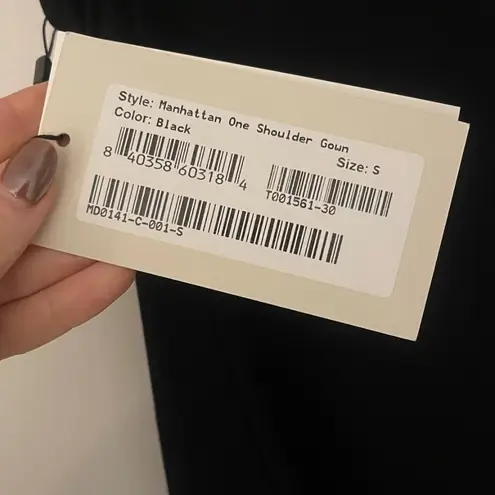 Style: Manhattan One Shoulder Gown
Color: Black
Size: S
8 40358 60318 4
T001561-30
MD0141-C-001-S